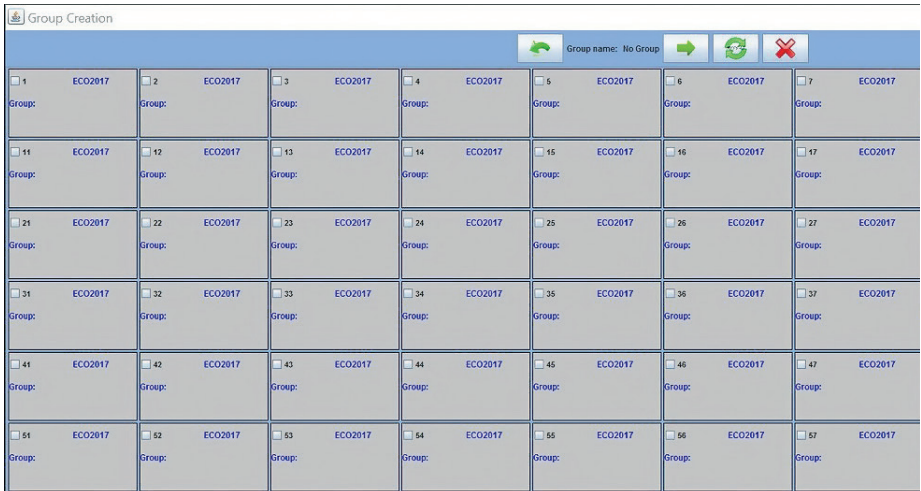 Group Creation
Group name: No Group
1 ECO2017 2 ECO2017 3 ECO2017 4 ECO2017 5 ECO2017 6 ECO2017 7 ECO2017
Group: Group: Group: Group: Group: Group: Group:
11 ECO2017 12 ECO2017 13 ECO2017 14 ECO2017 15 ECO2017 16 ECO2017 17 ECO2017
Group: Group: Group: Group: Group: Group: Group:
21 ECO2017 22 ECO2017 23 ECO2017 24 ECO2017 25 ECO2017 26 ECO2017 27 ECO2017
Group: Group: Group: Group: Group: Group: Group:
31 ECO2017 32 ECO2017 33 ECO2017 34 ECO2017 35 ECO2017 36 ECO2017 37 ECO2017
Group: Group: Group: Group: Group: Group: Group:
41 ECO2017 42 ECO2017 43 ECO2017 44 ECO2017 45 ECO2017 46 ECO2017 47 ECO2017
Group: Group: Group: Group: Group: Group: Group:
51 ECO2017 52 ECO2017 53 ECO2017 54 ECO2017 55 ECO2017 56 ECO2017 57 ECO2017
Group: Group: Group: Group: Group: Group: Group: